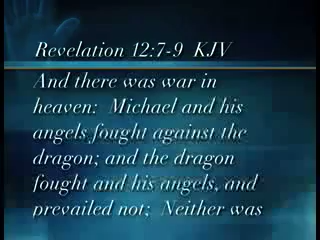 Revelation 12:7-9 KJV
And there was war in
heaven: Michael and his
angels fought against the
dragon; and the dragon
fought and his angels, and
prevailed not; Neither was